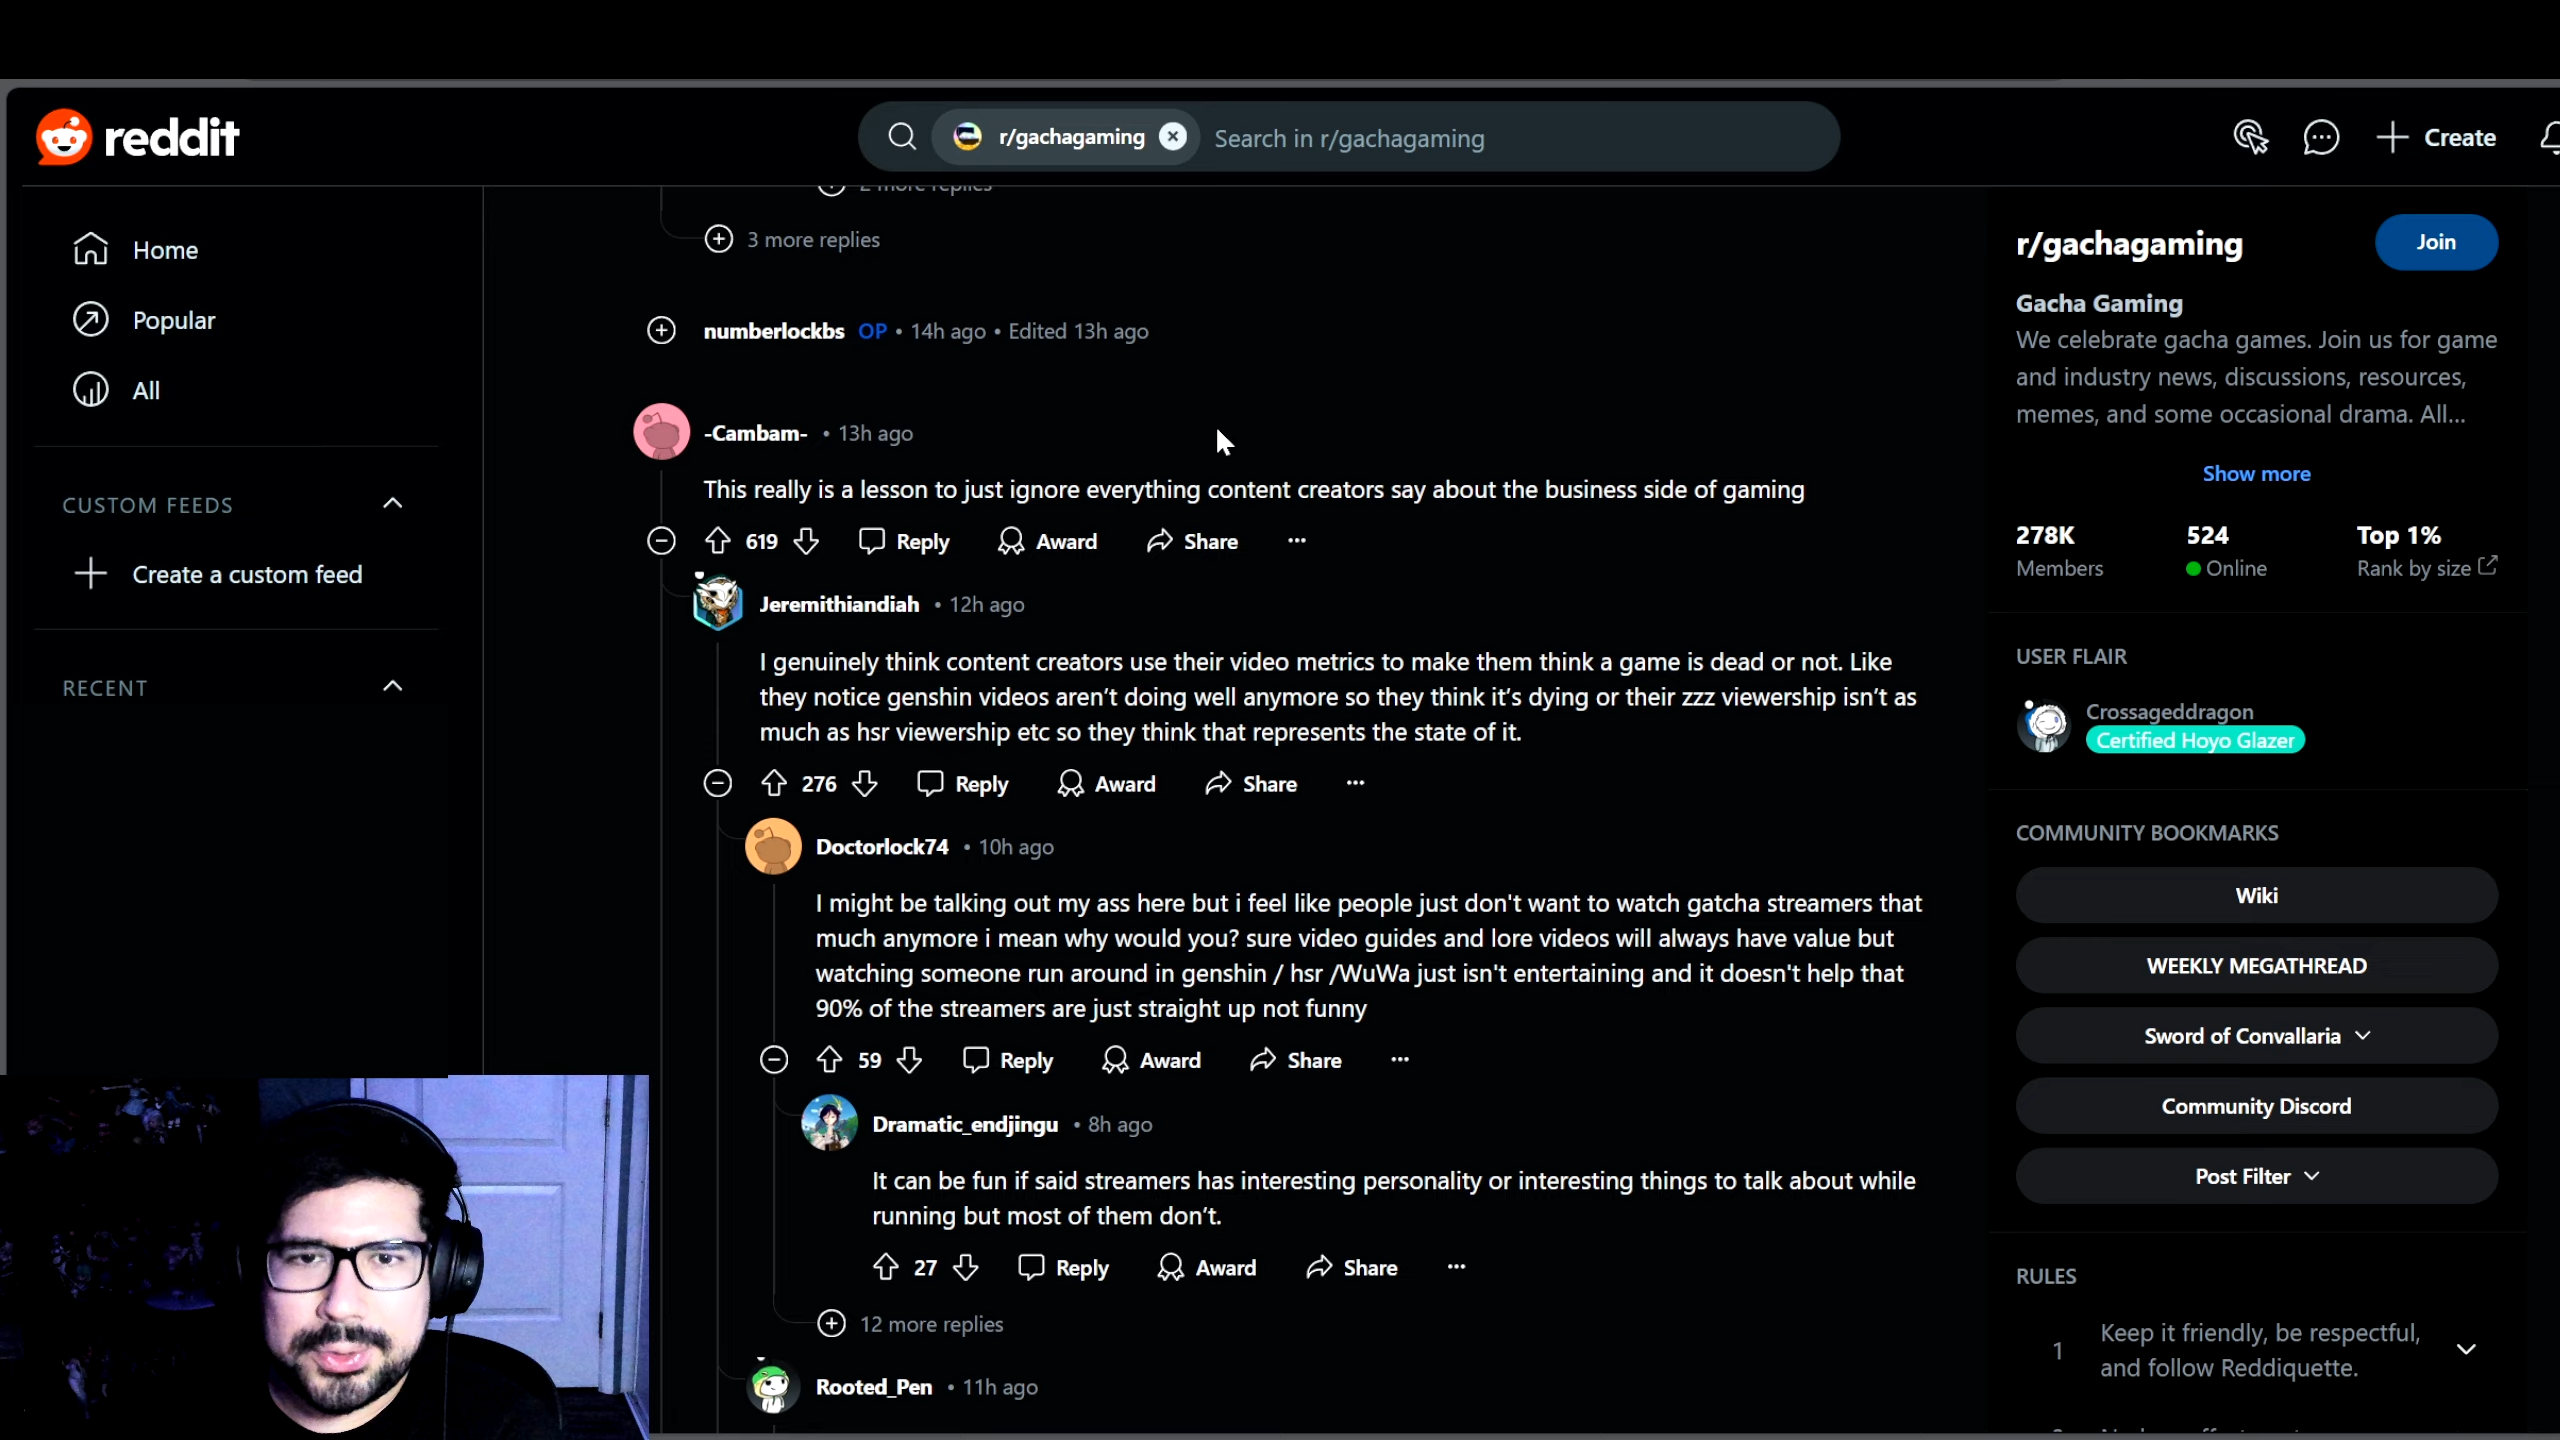 reddit
r/gachagaming
Search in r/gachagaming
Create
Home
Popular
All
CUSTOM FEEDS
Create a custom feed
RECENT
2 more replies
3 more replies
numberlockbs OP • 14h ago • Edited 13h ago
-Cambam- • 13h ago
This really is a lesson to just ignore everything content creators say about the business side of gaming
619 Reply Award Share
Jeremithiandiah • 12h ago
I genuinely think content creators use their video metrics to make them think a game is dead or not. Like
they notice genshin videos aren't doing well anymore so they think it's dying or their zzz viewership isn't as
much as hsr viewership etc so they think that represents the state of it.
276 Reply Award Share
Doctorlock74 • 10h ago
I might be talking out my ass here but i feel like people just don't want to watch gatcha streamers that
much anymore i mean why would you? sure video guides and lore videos will always have value but
watching someone run around in genshin / hsr /WuWa just isn't entertaining and it doesn't help that
90% of the streamers are just straight up not funny
59 Reply Award Share
Dramatic_endjingu • 8h ago
It can be fun if said streamers has interesting personality or interesting things to talk about while
running but most of them don't.
27 Reply Award Share
12 more replies
Rooted_Pen • 11h ago
r/gachagaming
Join
Gacha Gaming
We celebrate gacha games. Join us for game
and industry news, discussions, resources,
memes, and some occasional drama. All...
Show more
278K 524 Top 1%
Members Online Rank by size
USER FLAIR
Crossageddragon
Certified Hoyo Glazer
COMMUNITY BOOKMARKS
Wiki
WEEKLY MEGATHREAD
Sword of Convallaria
Community Discord
Post Filter
RULES
1 Keep it friendly, be respectful,
and follow Reddiquette.